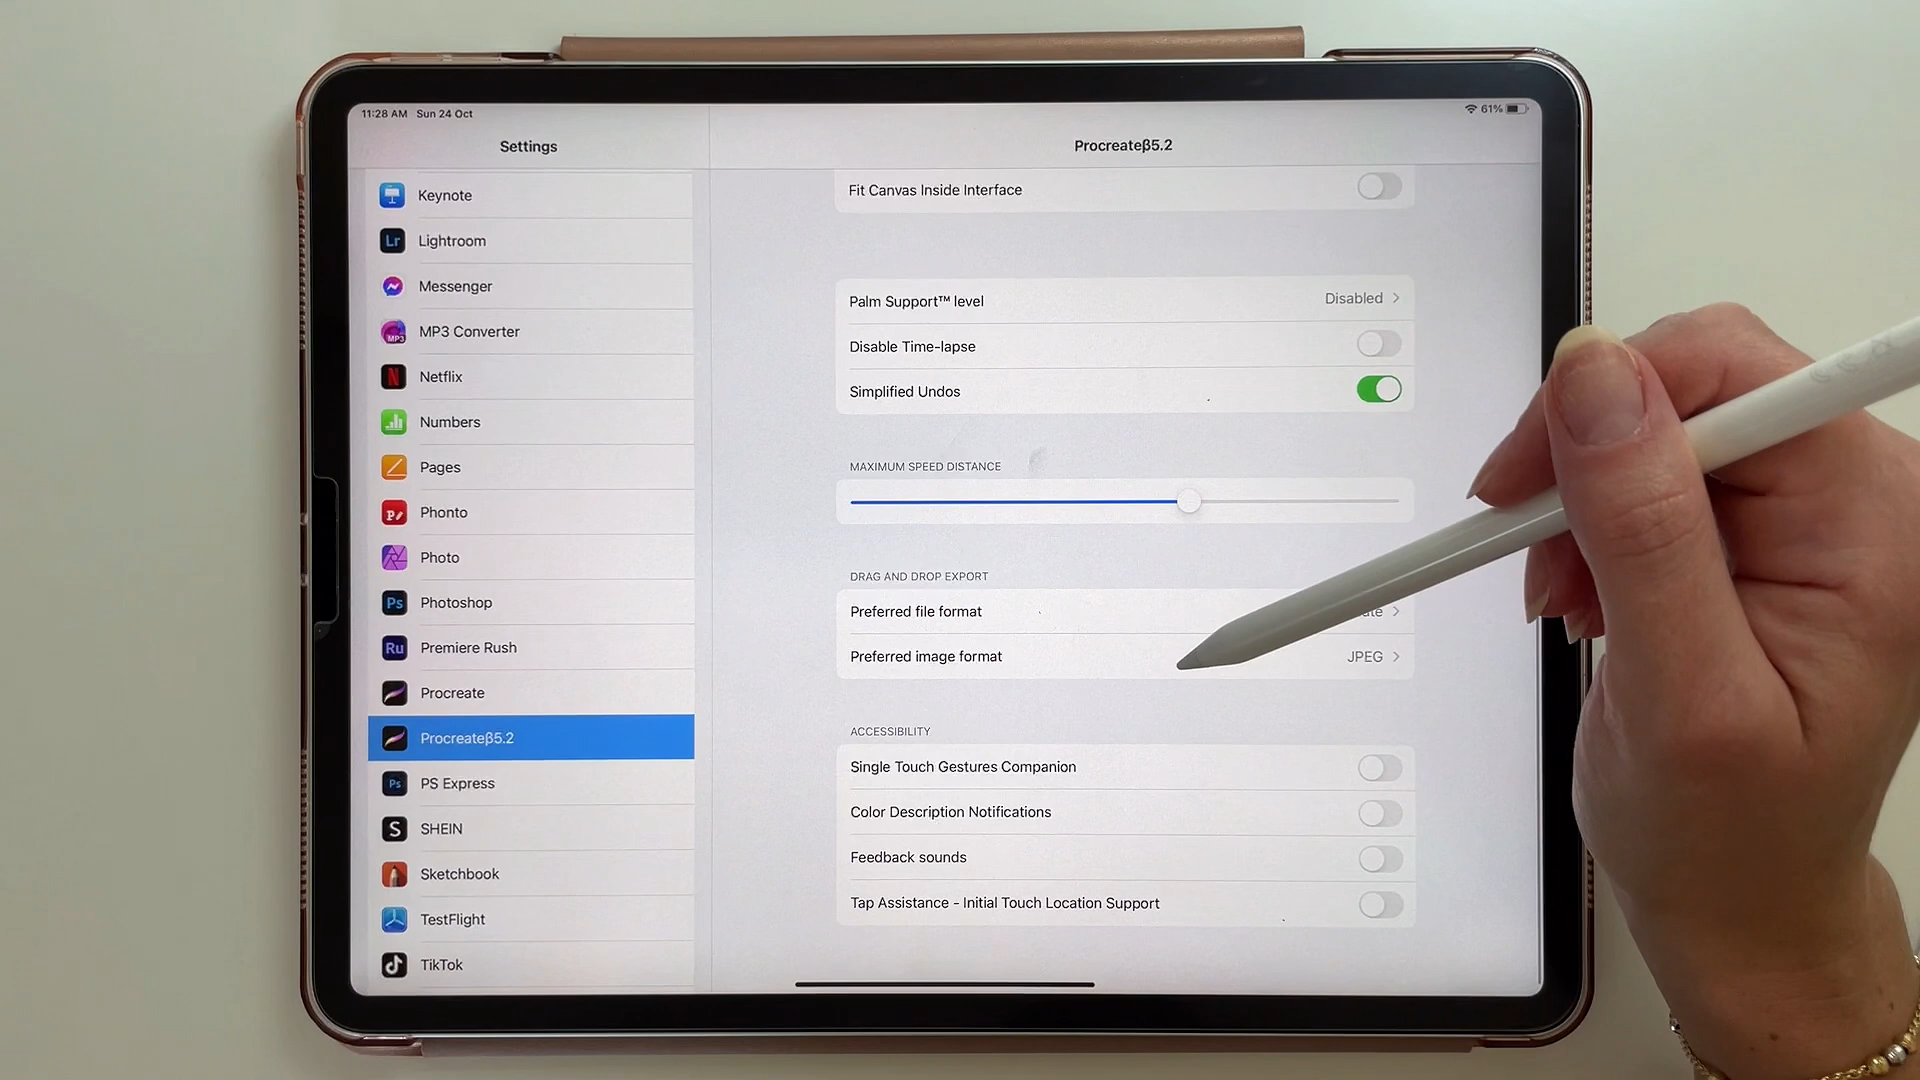 11:28 AM Sun 24 Oct
61%
Settings
Procreateβ5.2
Keynote
Lightroom
Messenger
MP3 Converter
Netflix
Numbers
Pages
Phonto
Photo
Photoshop
Premiere Rush
Procreate
Procreateβ5.2
PS Express
SHEIN
Sketchbook
TestFlight
TikTok
Fit Canvas Inside Interface
Palm Support™ level Disabled
Disable Time-lapse
Simplified Undos
MAXIMUM SPEED DISTANCE
DRAG AND DROP EXPORT
Preferred file format
Preferred image format JPEG
ACCESSIBILITY
Single Touch Gestures Companion
Color Description Notifications
Feedback sounds
Tap Assistance - Initial Touch Location Support